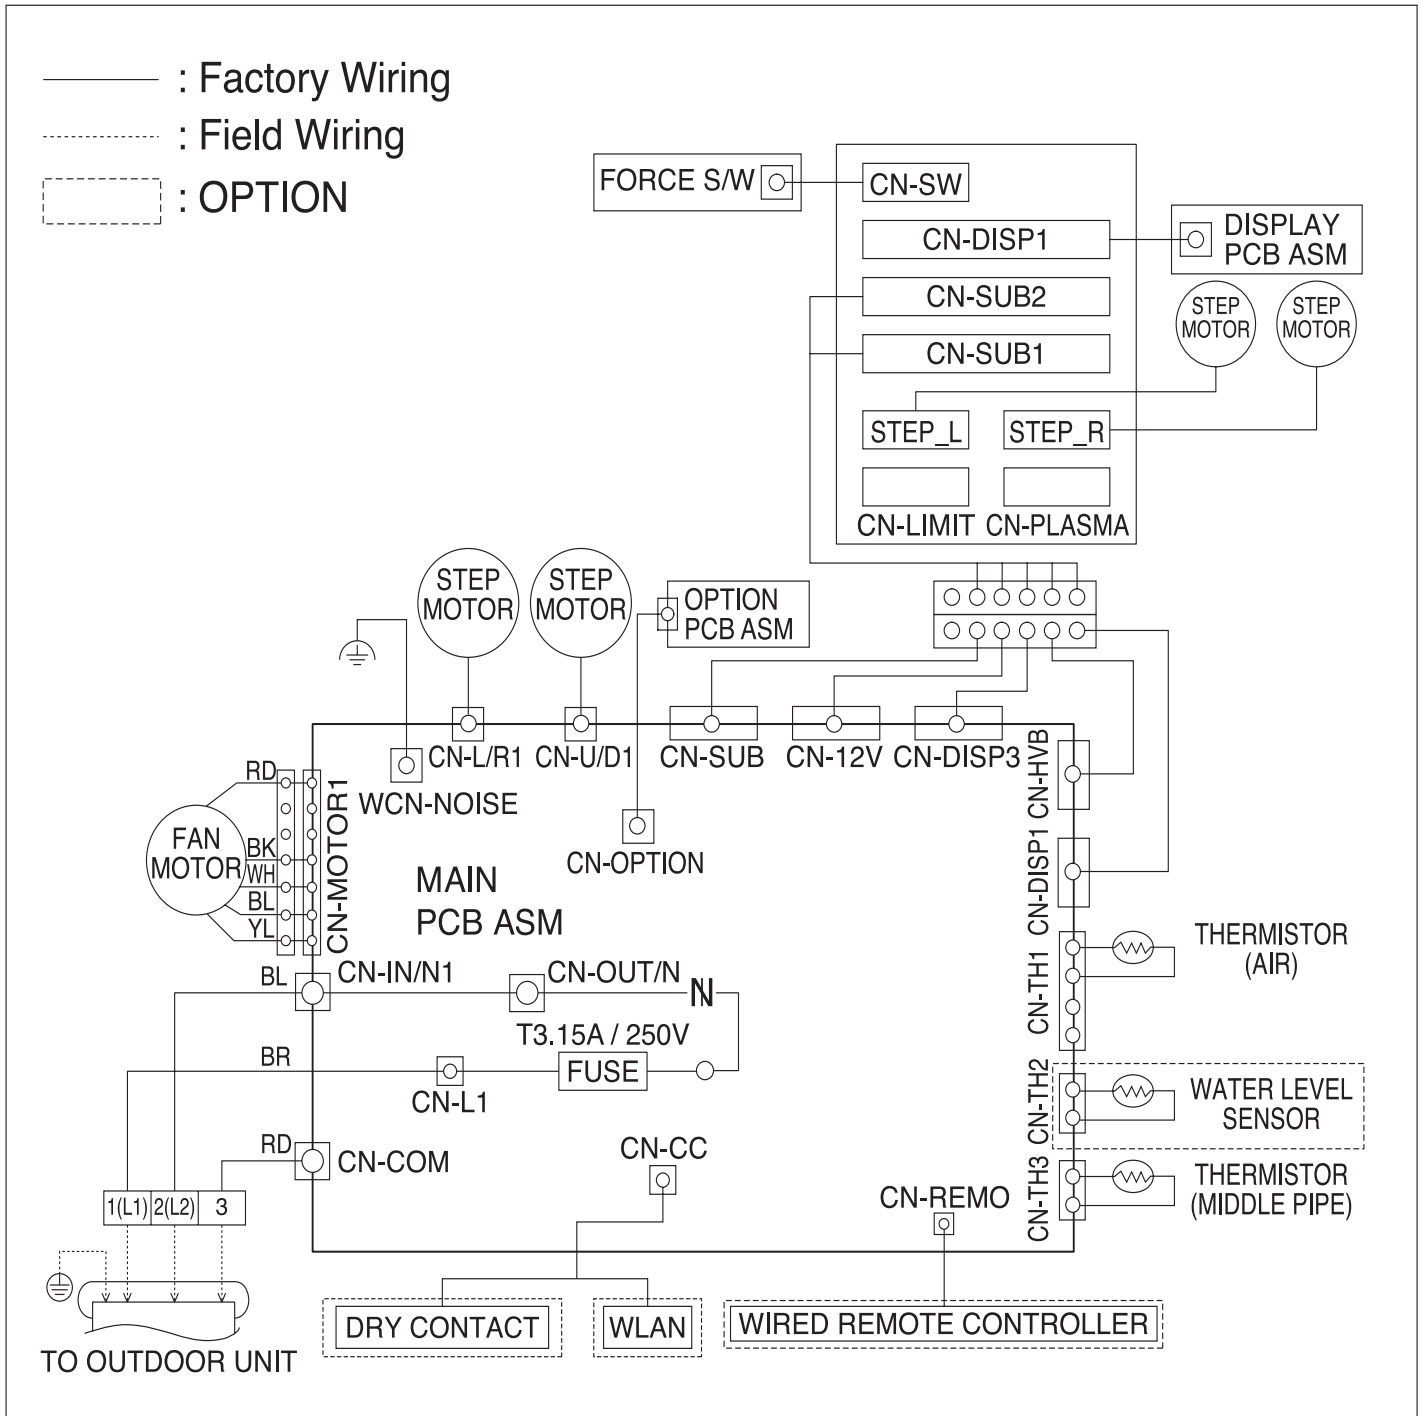 : Factory Wiring
: Field Wiring
: OPTION
FORCE S/W
CN-SW
CN-DISP1
DISPLAY
PCB ASM
CN-SUB2
CN-SUB1
STEP
MOTOR
STEP
MOTOR
STEP_L
STEP_R
CN-LIMIT
CN-PLASMA
STEP
MOTOR
STEP
MOTOR
OPTION
PCB ASM
CN-L/R1
CN-U/D1
CN-SUB
CN-12V
CN-DISP3
CN-HVB
WCN-NOISE
CN-OPTION
RD
BK
WH
BL
YL
FAN
MOTOR
CN-MOTOR1
MAIN
PCB ASM
CN-DISP1
CN-TH1
THERMISTOR
(AIR)
BL
CN-IN/N1
CN-OUT/N
N
T3.15A / 250V
FUSE
BR
CN-L1
CN-TH2
WATER LEVEL
SENSOR
RD
CN-COM
CN-CC
CN-REMO
CN-TH3
THERMISTOR
(MIDDLE PIPE)
1(L1)
2(L2)
3
DRY CONTACT
WLAN
WIRED REMOTE CONTROLLER
TO OUTDOOR UNIT